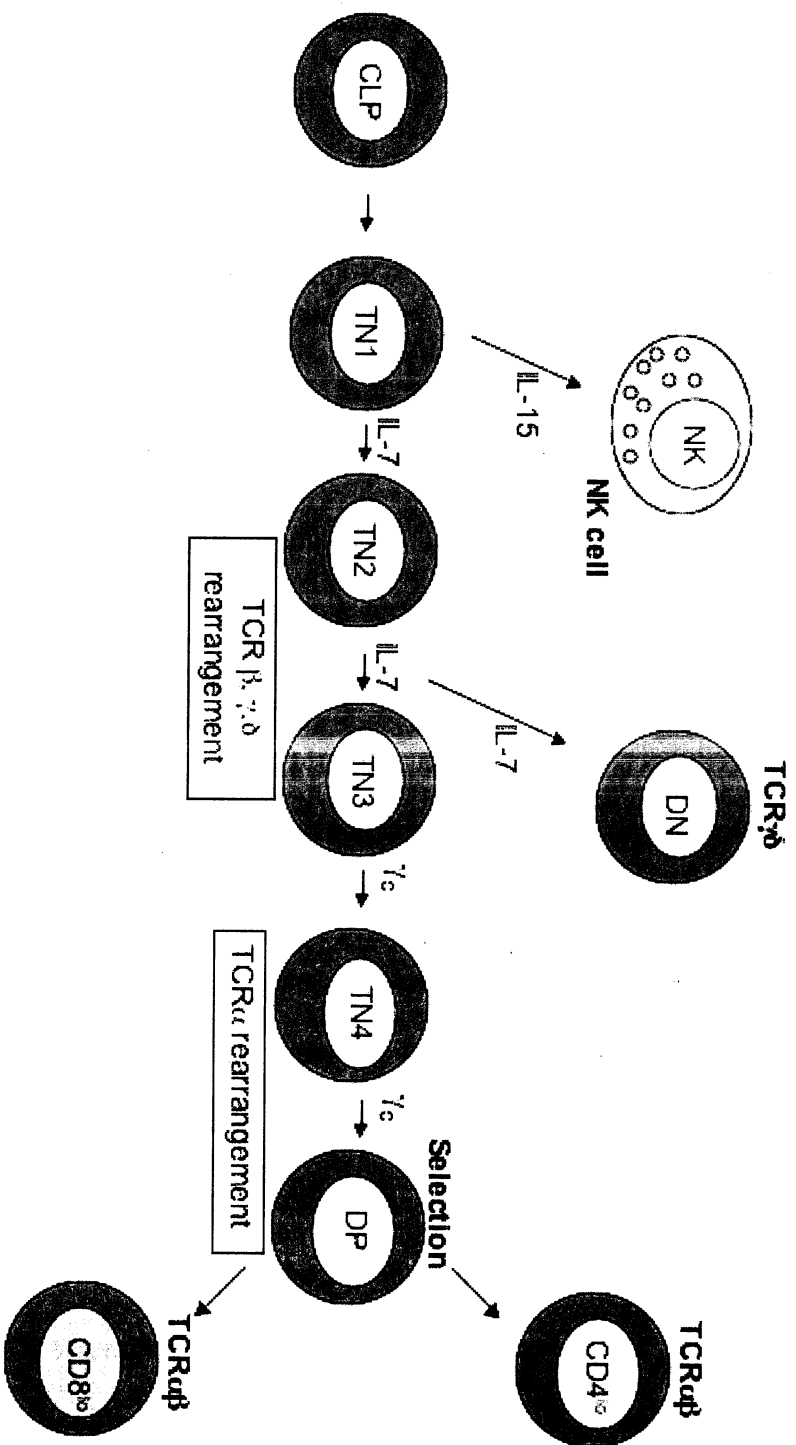 NK
NK cell
IL-15
TCRγδ
DN
IL-7
CLP
TN1
IL-7
TN2
IL-7
TN3
γc
TN4
γc
DP
Selection
TCR β, γ,δ
rearrangement
TCRα rearrangement
TCRαβ
CD4
TCRαβ
CD8